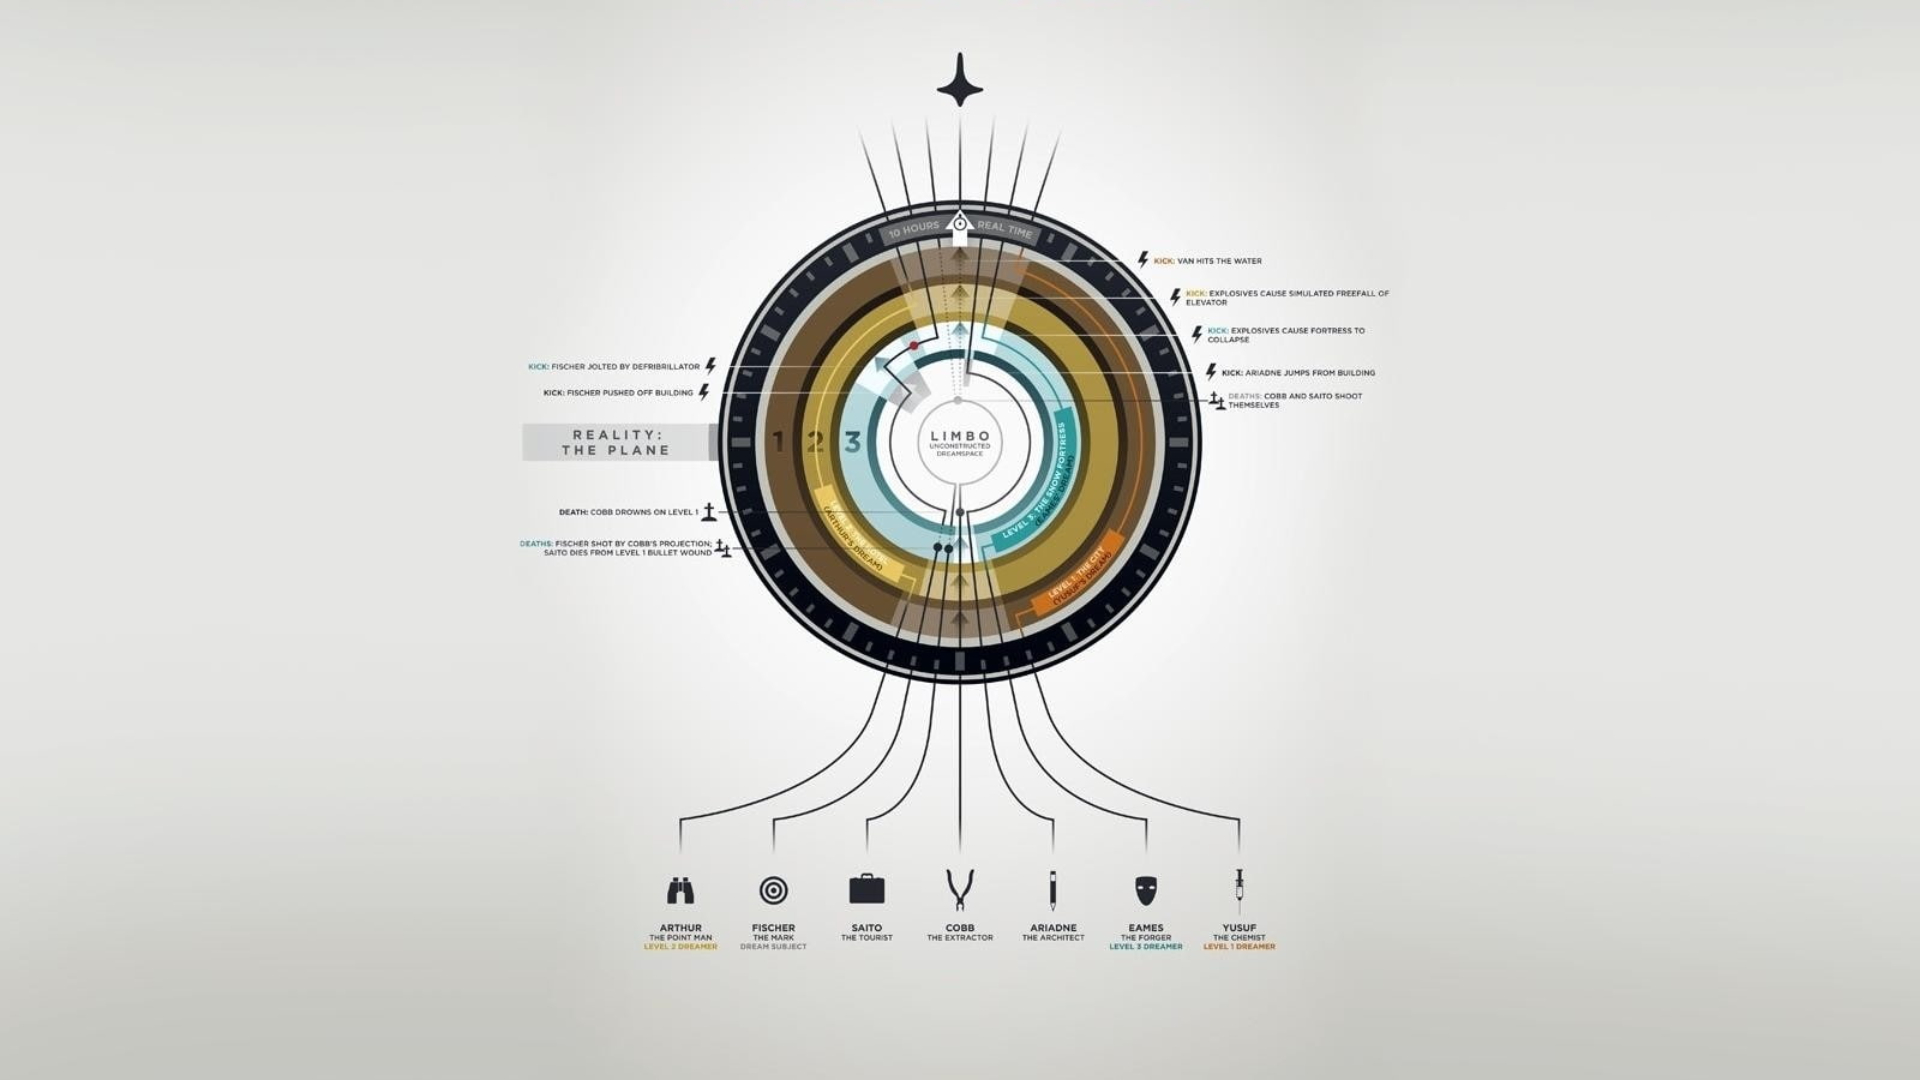 10 HOURS
REAL TIME
KICK: VAN HITS THE WATER
KICK: EXPLOSIVES CAUSE SIMULATED FREEFALL OF
ELEVATOR
KICK: EXPLOSIVES CAUSE FORTRESS TO
COLLAPSE
KICK: FISCHER JOLTED BY DEFRIBRILLATOR
KICK: ARIADNE JUMPS FROM BUILDING
KICK: FISCHER PUSHED OFF BUILDING
DEATHS: COBB AND SAITO SHOOT
THEMSELVES
REALITY:
THE PLANE
1 2 3
LIMBO
UNCONSTRUCTED
DREAMSPACE
LEVEL 3: THE SNOW FORTRESS
(EAMES' DREAM)
DEATH: COBB DROWNS ON LEVEL 1
(ARTHUR'S DREAM)
DEATHS: FISCHER SHOT BY COBB'S PROJECTION;
SAITO DIES FROM LEVEL 1 BULLET WOUND
LEVEL 1: THE CITY
(YUSUF'S DREAM)
ARTHUR
THE POINT MAN
LEVEL 2 DREAMER
FISCHER
THE MARK
DREAM SUBJECT
SAITO
THE TOURIST
COBB
THE EXTRACTOR
ARIADNE
THE ARCHITECT
EAMES
THE FORGER
LEVEL 3 DREAMER
YUSUF
THE CHEMIST
LEVEL 1 DREAMER